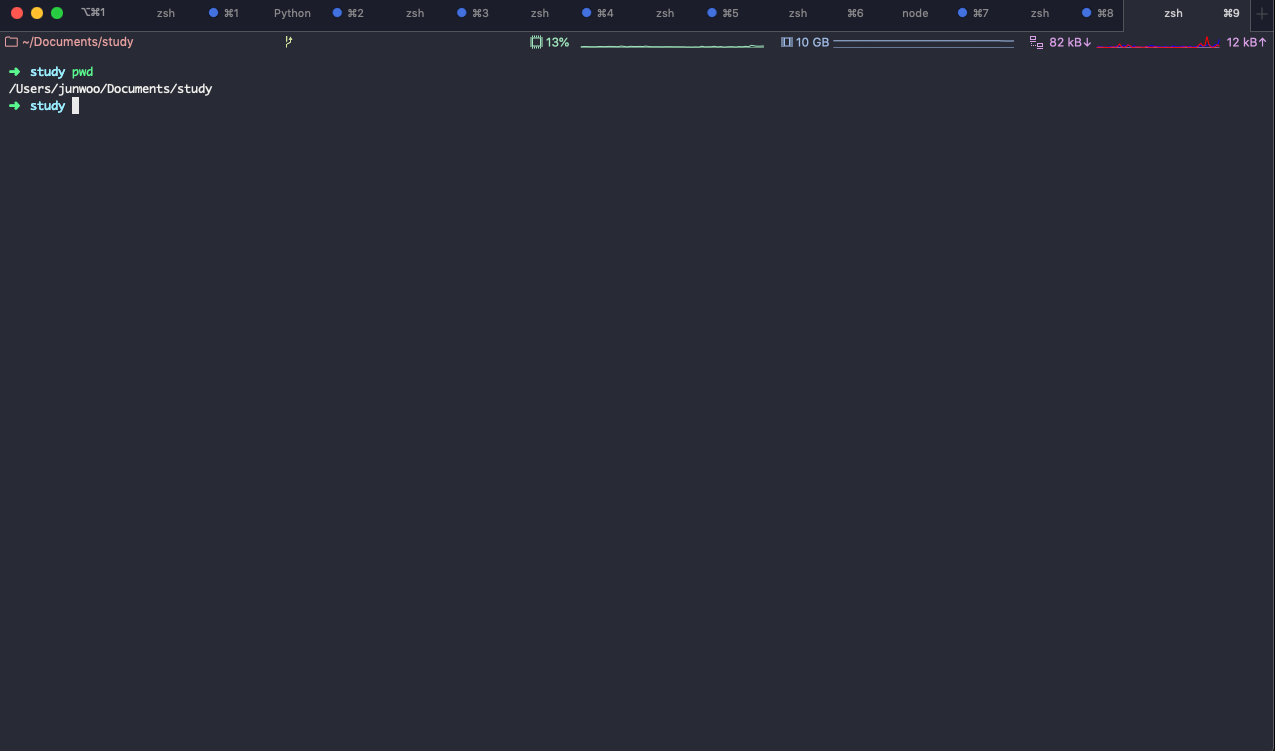 ⌥⌘1 zsh ⌘1 Python ⌘2 zsh ⌘3 zsh ⌘4 zsh ⌘5 zsh ⌘6 node ⌘7 zsh ⌘8 zsh ⌘9 +
~/Documents/study 13% 10 GB 82 kB↓ 12 kB↑
➜ study pwd
/Users/junwoo/Documents/study
➜ study